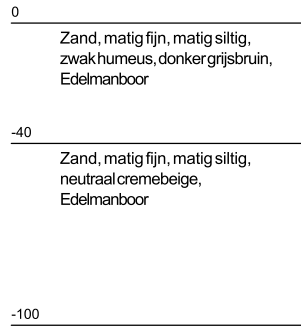 0
Zand, matig fijn, matig siltig,
zwak humeus, donker grijsbruin,
Edelmanboor
-40
Zand, matig fijn, matig siltig,
neutraal cremebeige,
Edelmanboor
-100